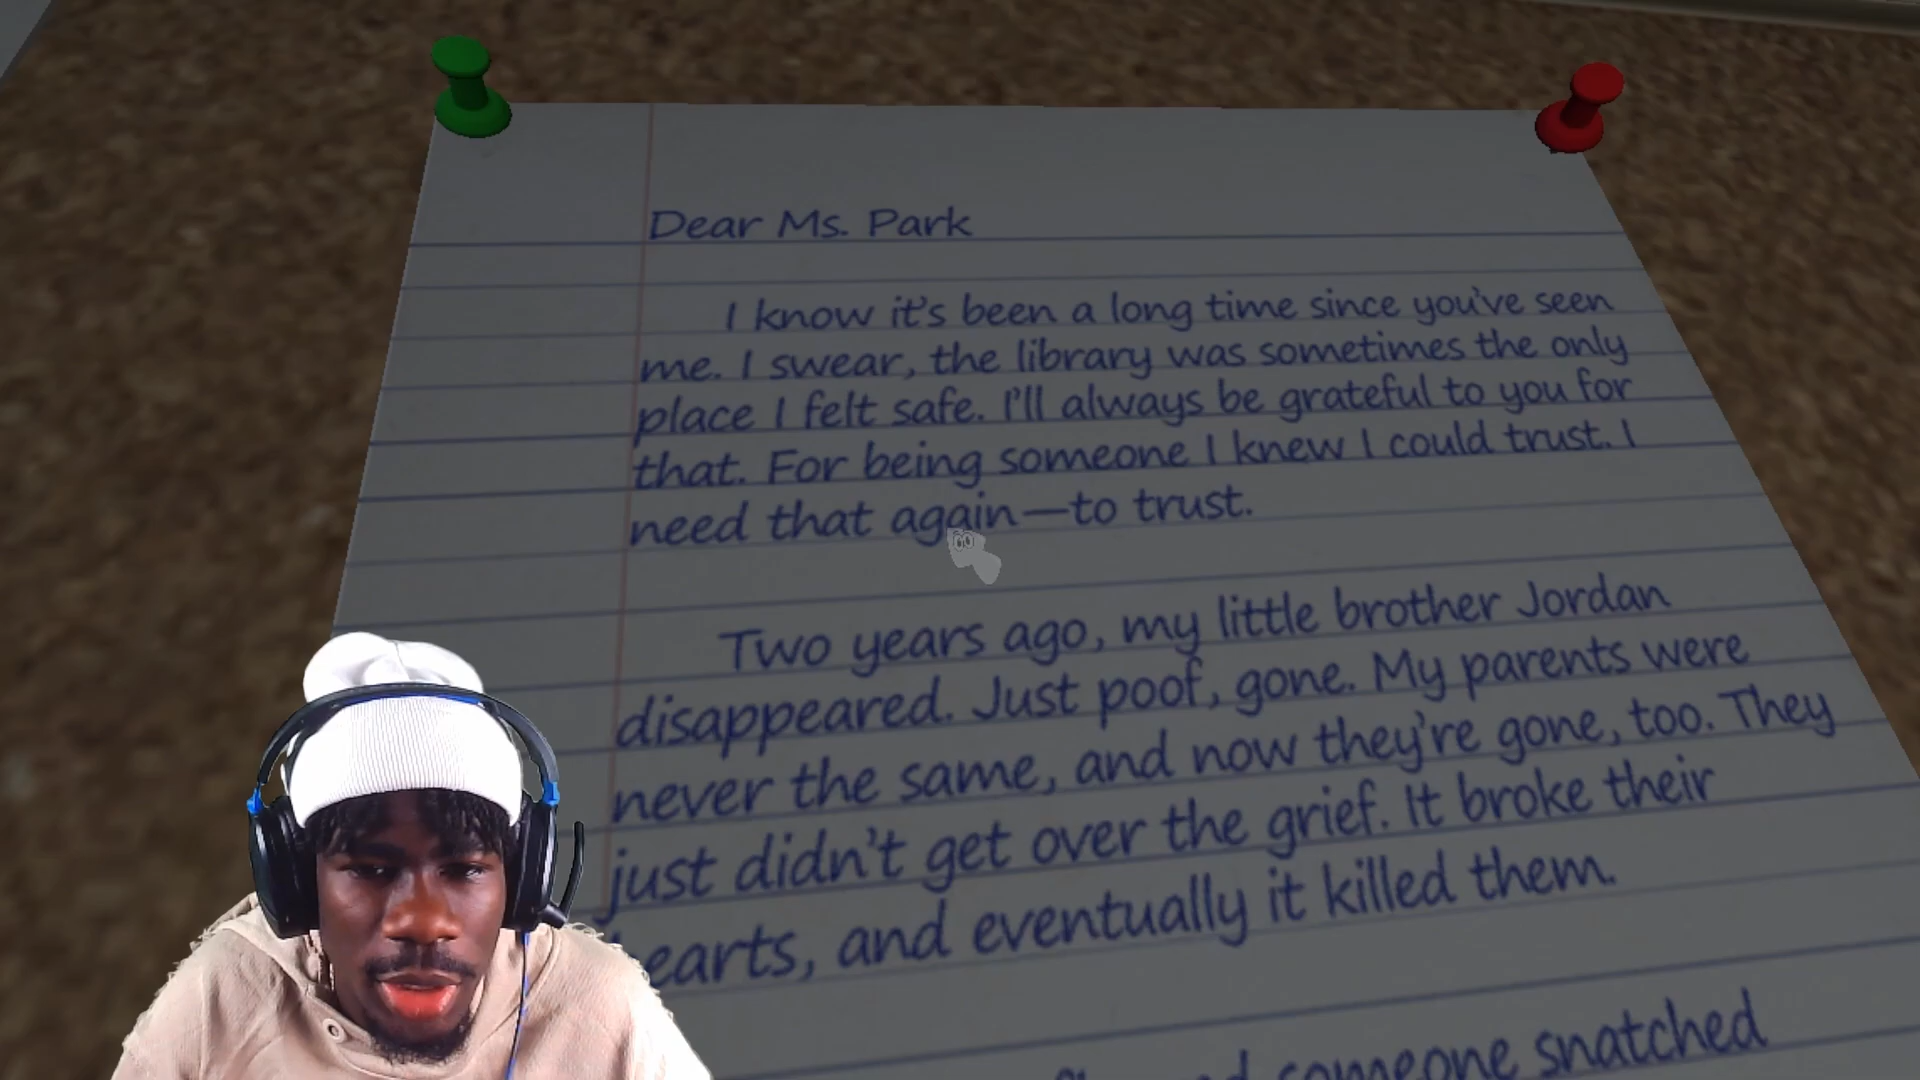 Dear Ms. Park
I know it's been a long time since you've seen
me. I swear, the library was sometimes the only
place I felt safe. I'll always be grateful to you for
that. For being someone I knew I could trust. I
need that again—to trust.
Two years ago, my little brother Jordan
disappeared. Just poof, gone. My parents were
never the same, and now they're gone, too. They
just didn't get over the grief. It broke their
hearts, and eventually it killed them.
someone snatched